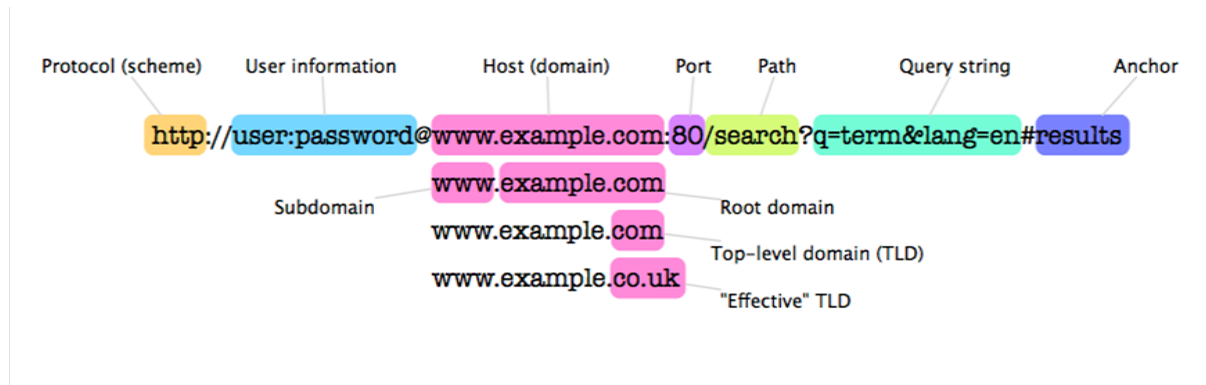 Protocol (scheme) User information Host (domain) Port Path Query string Anchor
http://user:password@www.example.com:80/search?q=term&lang=en#results
www.example.com
Subdomain Root domain
www.example.com
Top-level domain (TLD)
www.example.co.uk
"Effective" TLD